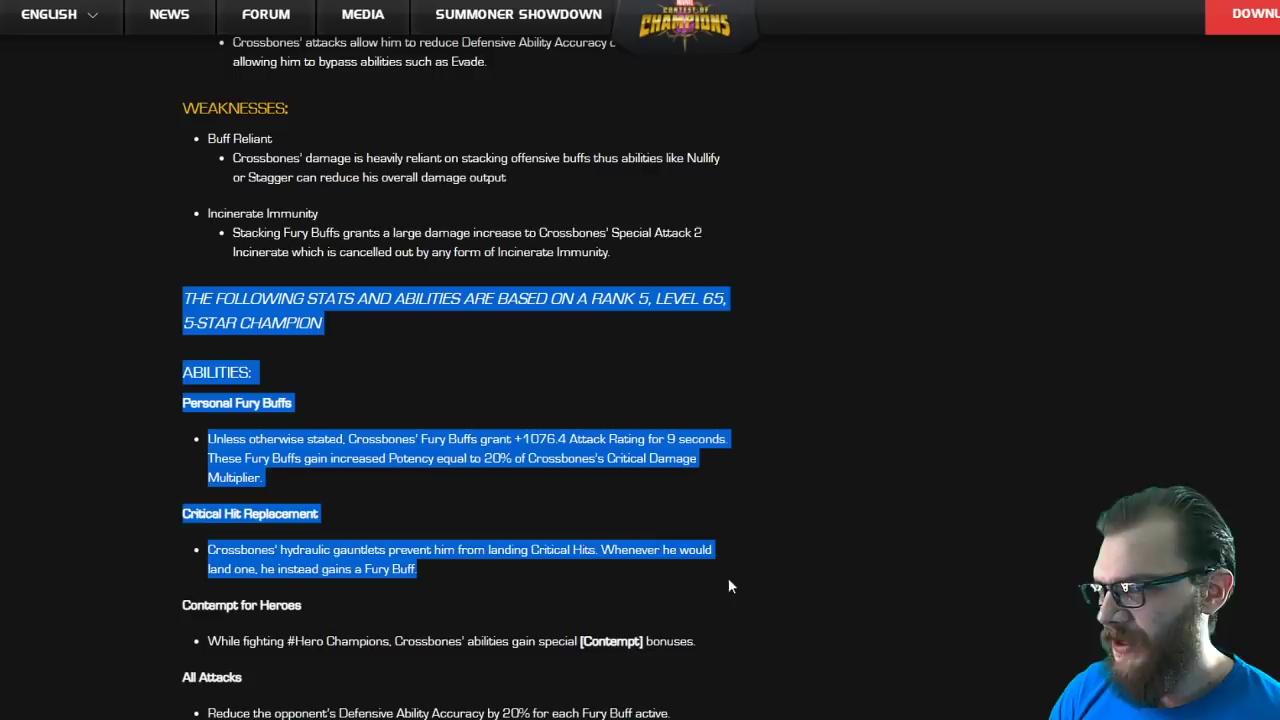 ENGLISH NEWS FORUM MEDIA SUMMONER SHOWDOWN
MARVEL
CONTEST OF
CHAMPIONS
Crossbones' attacks allow him to reduce Defensive Ability Accuracy
allowing him to bypass abilities such as Evade.
WEAKNESSES:
Buff Reliant
Crossbones' damage is heavily reliant on stacking offensive buffs thus abilities like Nullify
or Stagger can reduce his overall damage output
Incinerate Immunity
Stacking Fury Buffs grants a large damage increase to Crossbones' Special Attack 2
Incinerate which is cancelled out by any form of Incinerate Immunity.
THE FOLLOWING STATS AND ABILITIES ARE BASED ON A RANK 5, LEVEL 65,
5-STAR CHAMPION
ABILITIES:
Personal Fury Buffs
Unless otherwise stated, Crossbones' Fury Buffs grant +1076.4 Attack Rating for 9 seconds.
These Fury Buffs gain increased Potency equal to 20% of Crossbones's Critical Damage
Multiplier.
Critical Hit Replacement
Crossbones' hydraulic gauntlets prevent him from landing Critical Hits. Whenever he would
land one, he instead gains a Fury Buff.
Contempt for Heroes
While fighting #Hero Champions, Crossbones' abilities gain special [Contempt] bonuses.
All Attacks
Reduce the opponent's Defensive Ability Accuracy by 20% for each Fury Buff active.